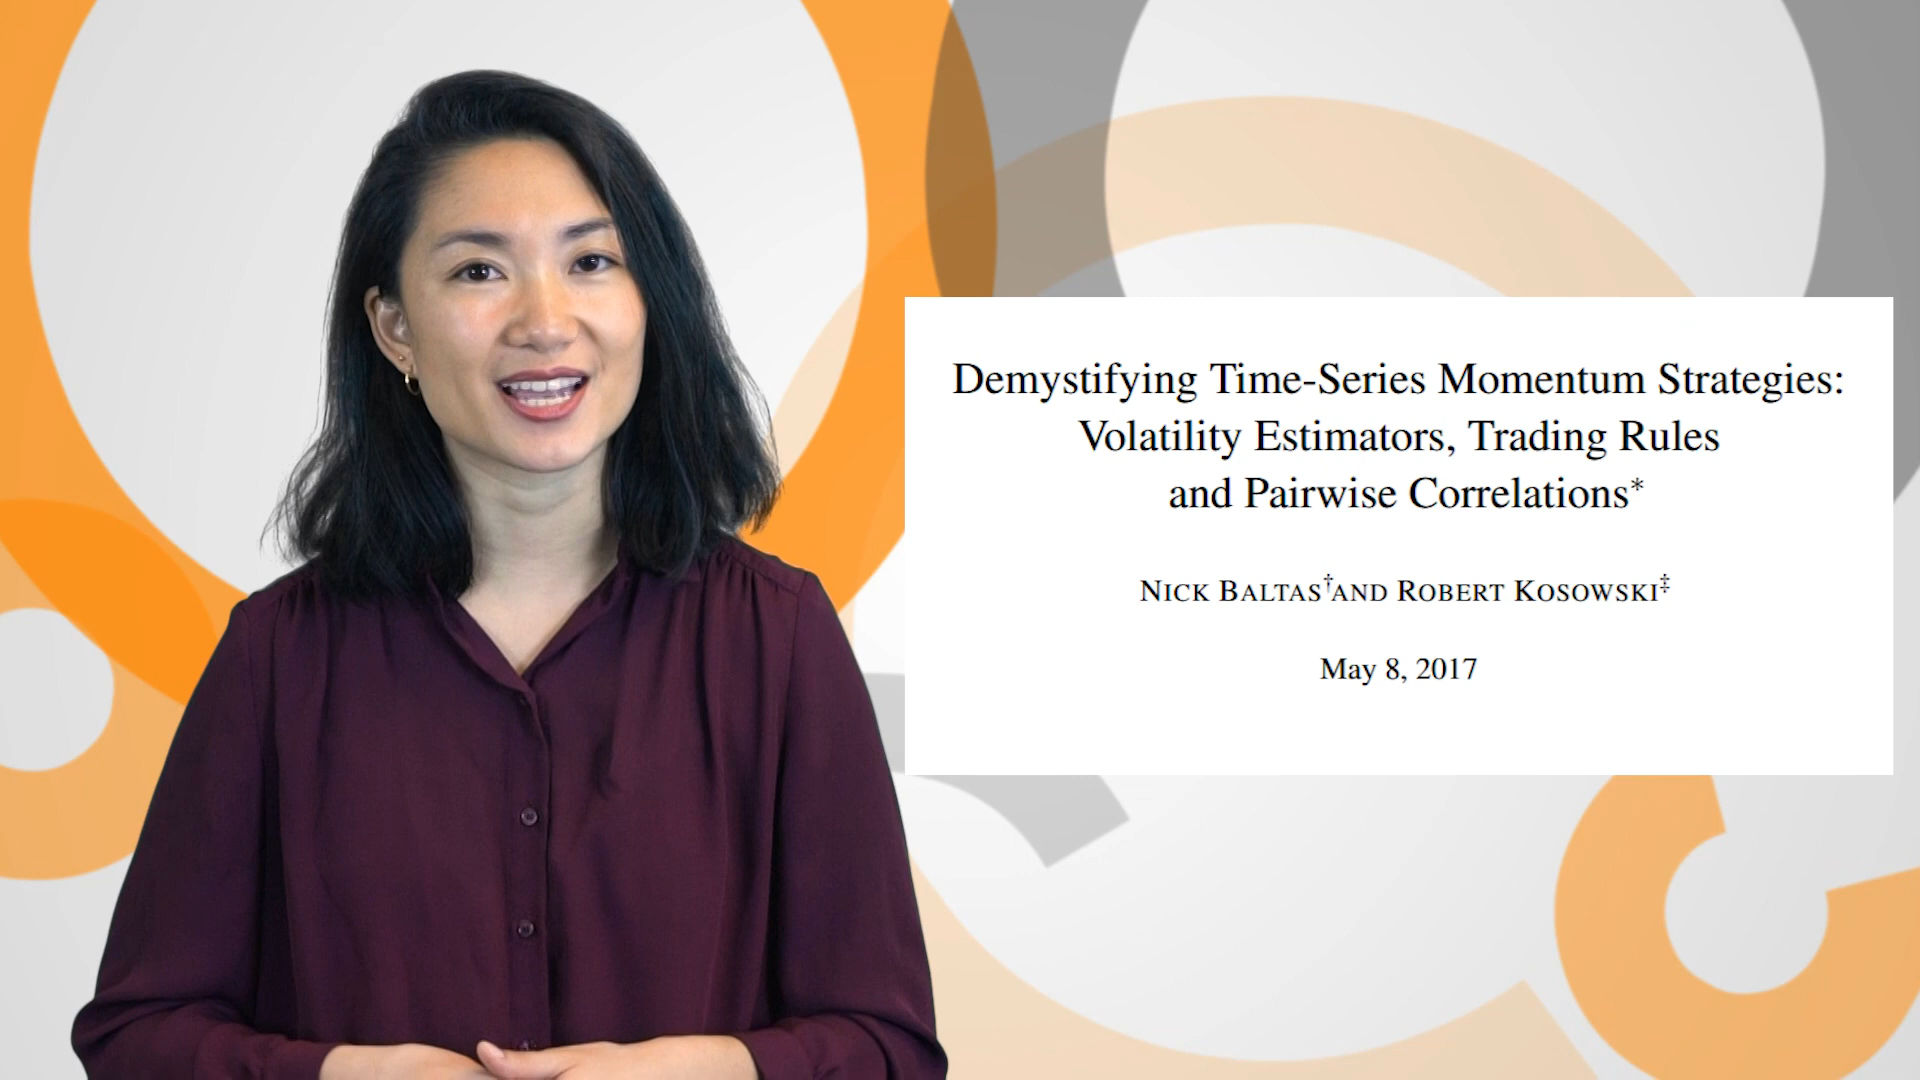 Demystifying Time-Series Momentum Strategies:
Volatility Estimators, Trading Rules
and Pairwise Correlations*
NICK BALTAS†AND ROBERT KOSOWSKI‡
May 8, 2017